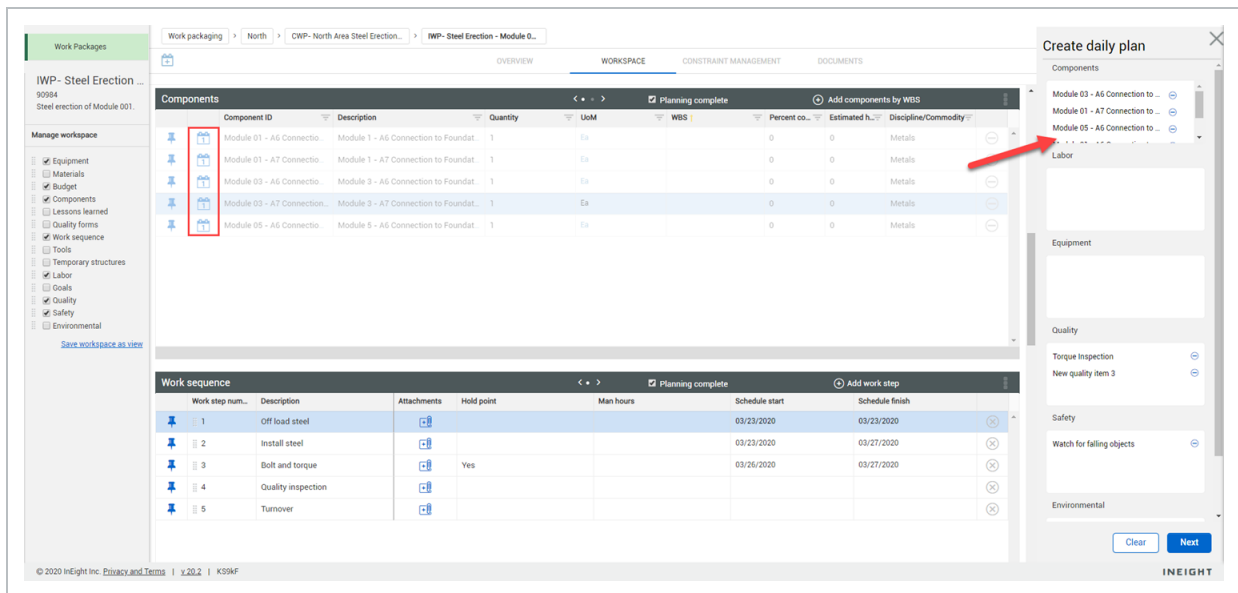 Work Packages
Work packaging > North > CWP- North Area Steel Erection... > IWP- Steel Erection - Module 0...
OVERVIEW WORKSPACE CONSTRAINT MANAGEMENT DOCUMENTS
IWP- Steel Erection ...
90984
Steel erection of Module 001.
Manage workspace
Equipment
Materials
Budget
Components
Lessons learned
Quality forms
Work sequence
Tools
Temporary structures
Labor
Goals
Quality
Safety
Environmental
Save workspace as view
Components Planning complete Add components by WBS
Component ID Description Quantity UoM WBS Percent co... Estimated h... Discipline/Commodity
1 Module 01 - A6 Connectio... Module 1 - A6 Connection to Foundat... 1 Ea 0 0 Metals
1 Module 01 - A7 Connectio... Module 1 - A7 Connection to Foundat... 1 Ea 0 0 Metals
1 Module 03 - A6 Connectio... Module 3 - A6 Connection to Foundat... 1 Ea 0 0 Metals
1 Module 03 - A7 Connection... Module 3 - A7 Connection to Foundat... 1 Ea 0 0 Metals
1 Module 05 - A6 Connectio... Module 5 - A6 Connection to Foundat... 1 Ea 0 0 Metals
Work sequence Planning complete Add work step
Work step num... Description Attachments Hold point Man hours Schedule start Schedule finish
1 Off load steel 03/23/2020 03/23/2020
2 Install steel 03/23/2020 03/27/2020
3 Bolt and torque Yes 03/26/2020 03/27/2020
4 Quality inspection
5 Turnover
Create daily plan
Components
Module 03 - A6 Connection to ...
Module 01 - A7 Connection to ...
Module 05 - A6 Connection to ...
Labor
Equipment
Quality
Torque Inspection
New quality item 3
Safety
Watch for falling objects
Environmental
Clear Next
© 2020 InEight Inc. Privacy and Terms | v 20.2 | KS9kF
INEIGHT